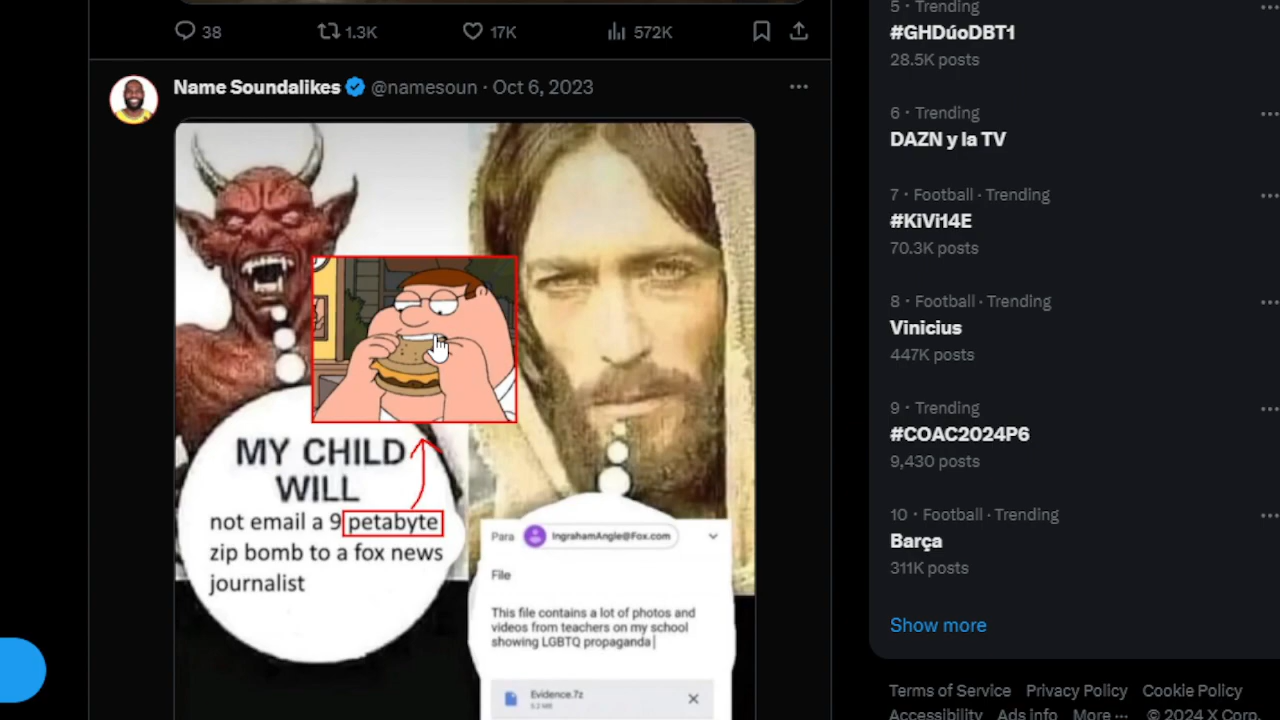 38
1.3K
17K
572K
Name Soundalikes @namesoun · Oct 6, 2023
MY CHILD
WILL
not email a 9 petabyte
zip bomb to a fox news
journalist
Para IngrahamAngle@Fox.com
File
This file contains a lot of photos and
videos from teachers on my school
showing LGBTQ propaganda
Evidence.7z
5.2 MB
5 · Trending
#GHDúoDBT1
28.5K posts
6 · Trending
DAZN y la TV
7 · Football · Trending
#KiVi14E
70.3K posts
8 · Football · Trending
Vinicius
447K posts
9 · Trending
#COAC2024P6
9,430 posts
10 · Football · Trending
Barça
311K posts
Show more
Terms of Service Privacy Policy Cookie Policy
Accessibility Ads info More ··· © 2024 X Corp.